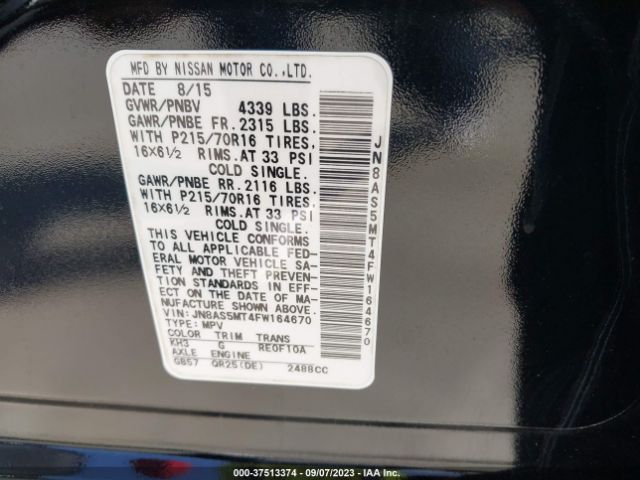 MFD BY NISSAN MOTOR CO.,LTD.
DATE 8/15
GVWR/PNBV 4339 LBS.
GAWR/PNBE FR. 2315 LBS.
WITH P215/70R16 TIRES,
16X6½ RIMS. AT 33 PSI
COLD SINGLE.
GAWR/PNBE RR. 2116 LBS.
WITH P215/70R16 TIRES,
16X6½ RIMS. AT 33 PSI
COLD SINGLE.
THIS VEHICLE CONFORMS
TO ALL APPLICABLE FED-
ERAL MOTOR VEHICLE SA-
FETY AND THEFT PREVEN-
TION STANDARDS IN EFF-
ECT ON THE DATE OF MA-
NUFACTURE SHOWN ABOVE.
VIN: JN8AS5MT4FW164670
TYPE: MPV
COLOR TRIM TRANS
KH3 G RE0F10A
AXLE ENGINE
GB57 QR25(DE) 2488CC
JN8AS5MT4FW164670
000-37513374 - 09/07/2023 - IAA Inc.